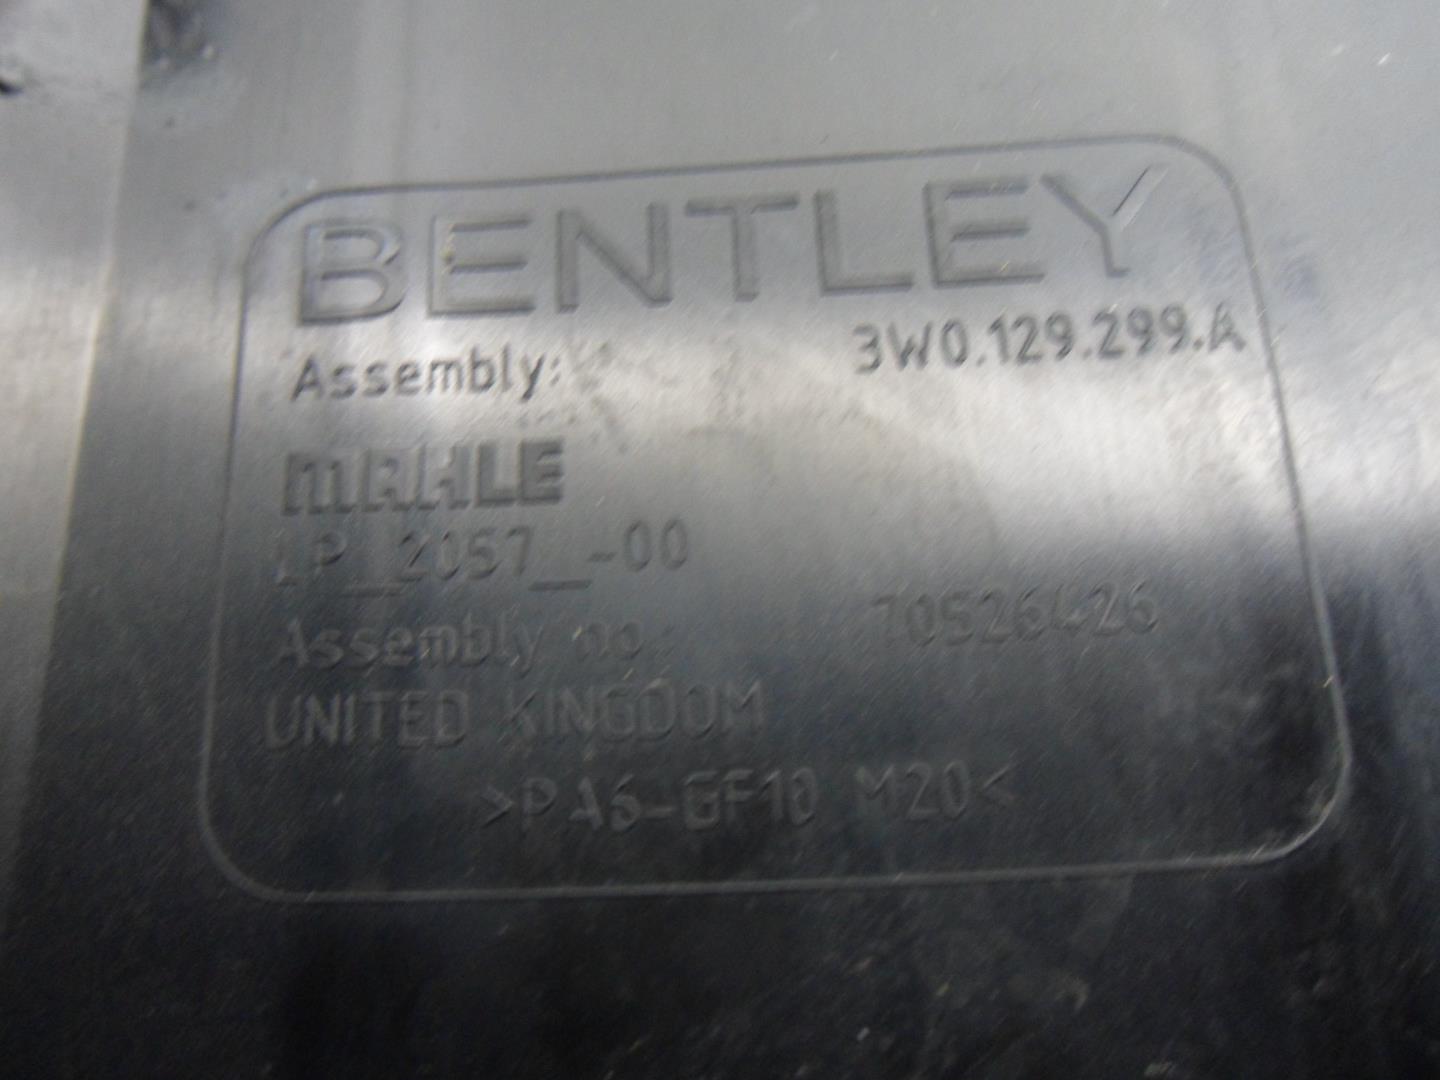 BENTLEY
Assembly: 3W0.129.299.A
MAHLE
LP_2057_-00
Assembly no. 70526426
UNITED KINGDOM
>PA6-GF10 M20<